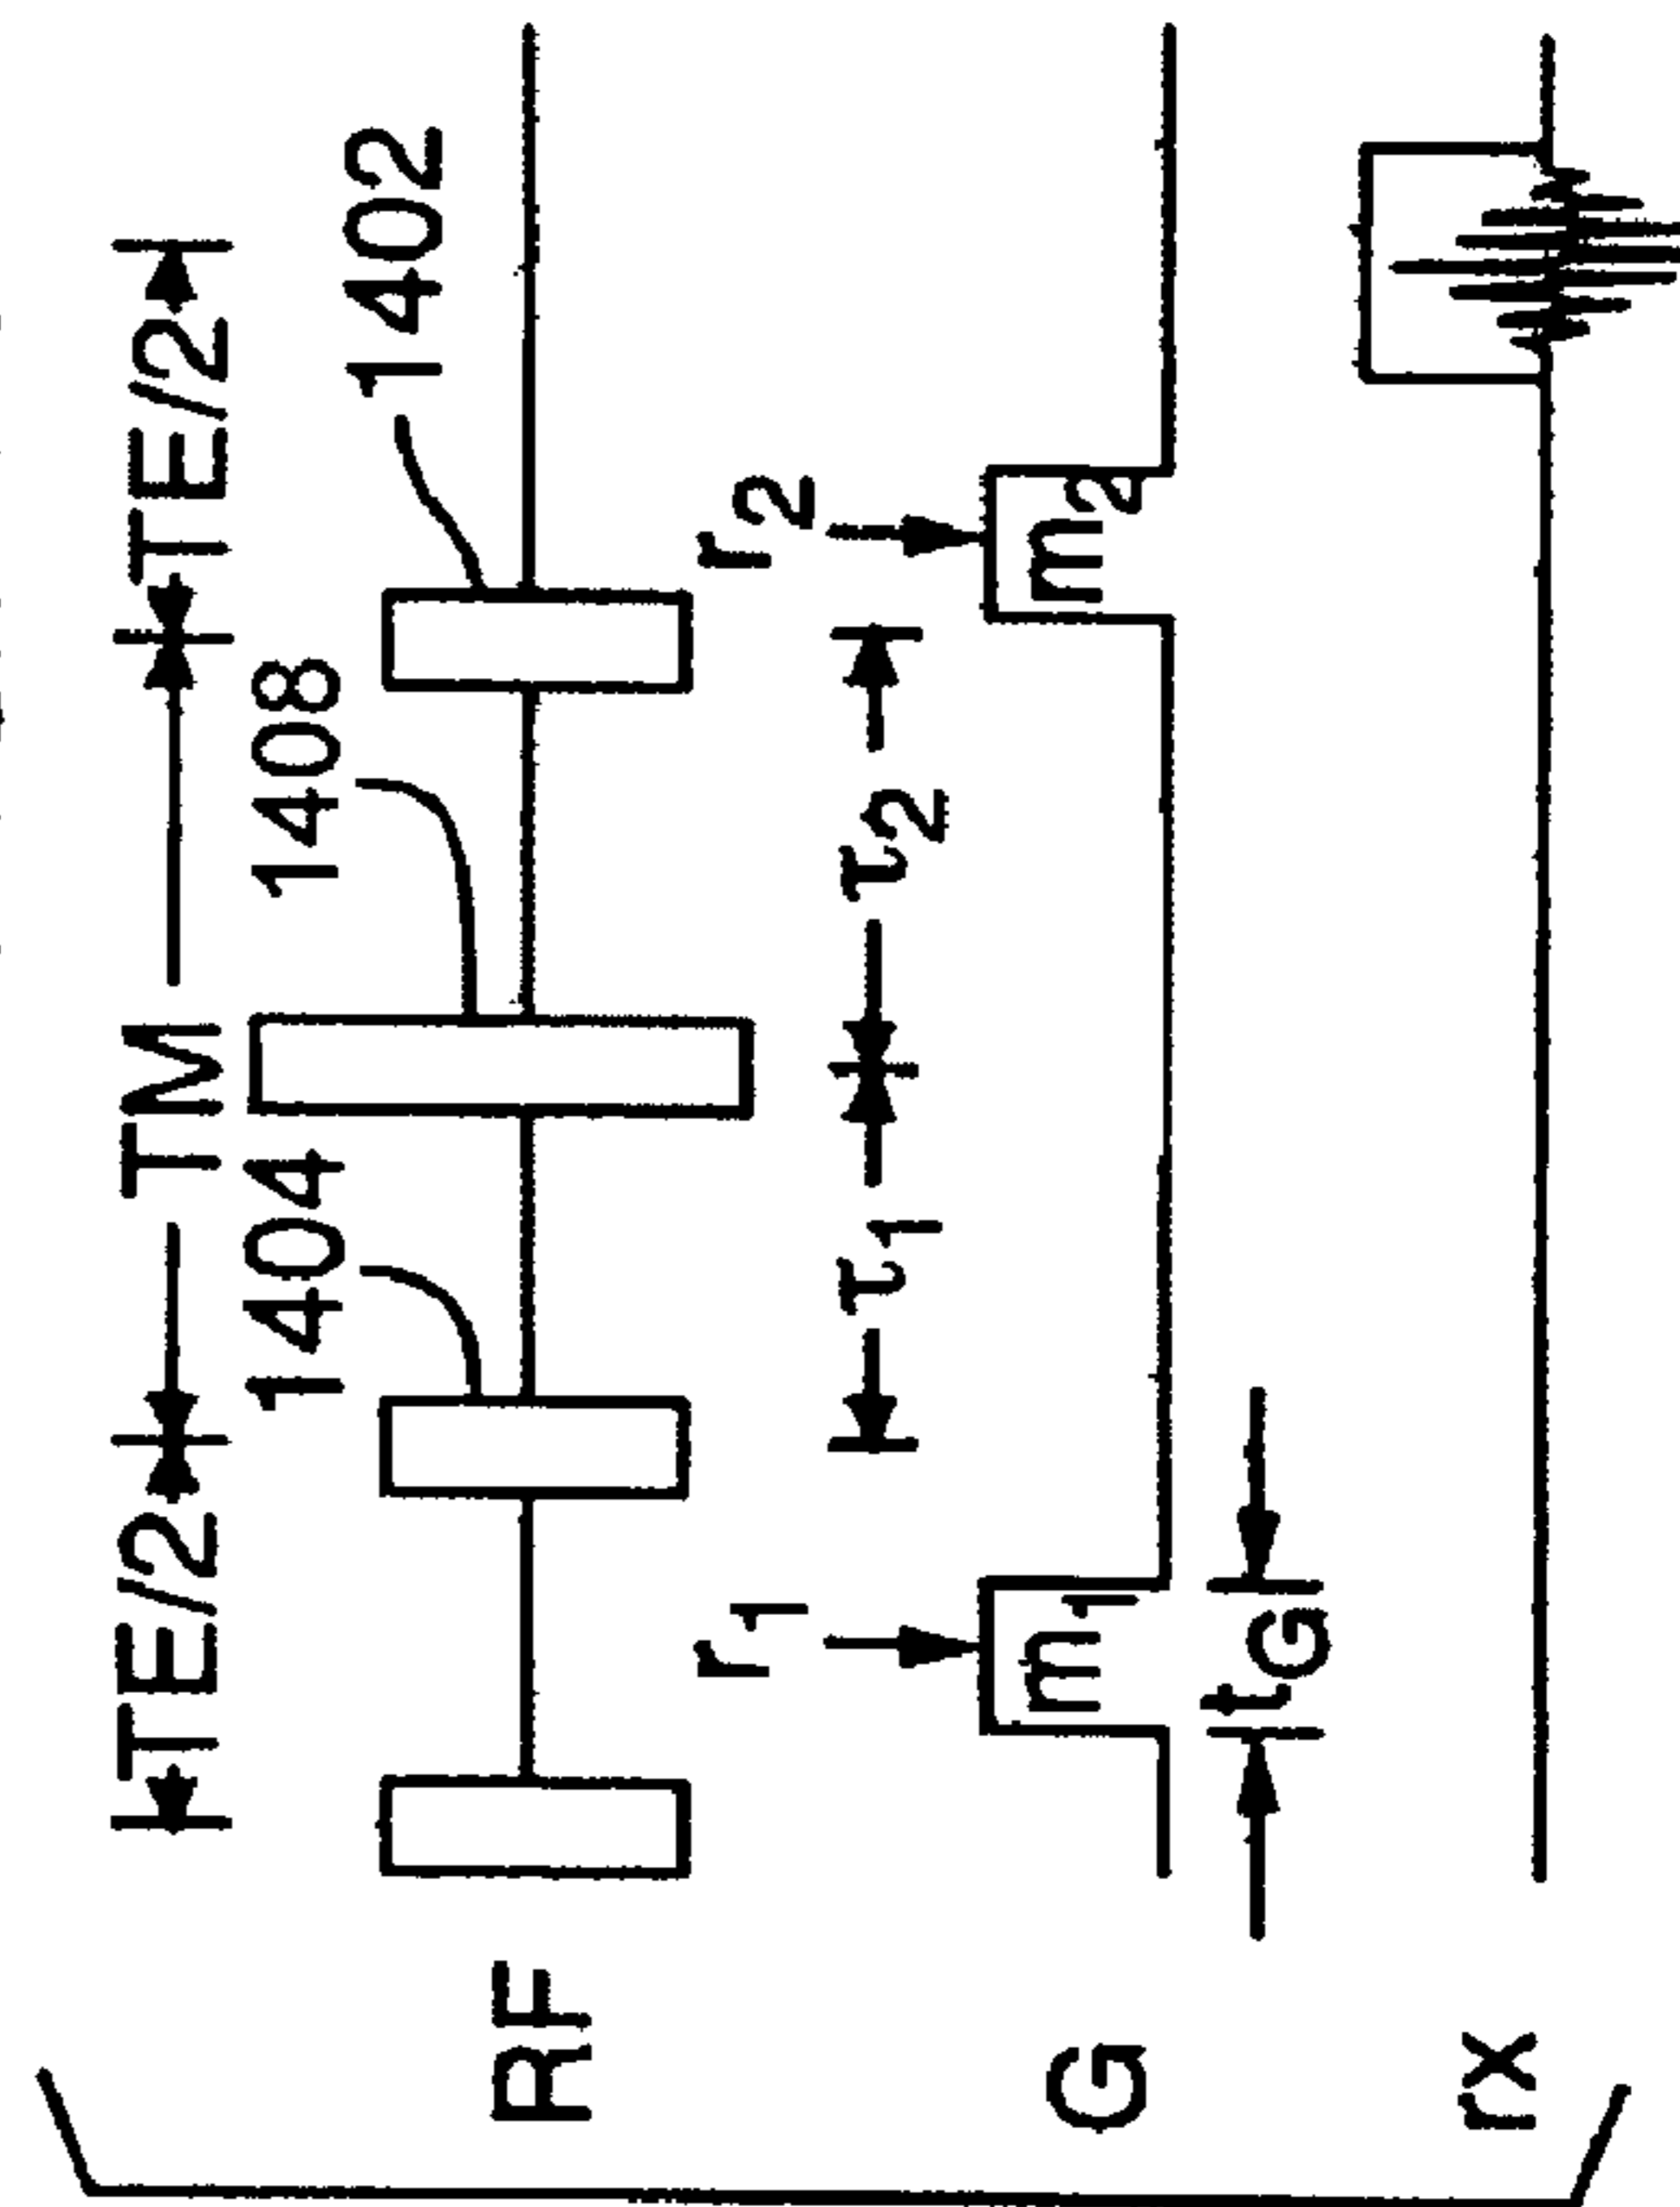 TE/2 TM TE/2
1404 1408 1402
RF
r1 τ1 τ2 r2
G m1 m2
tG
rx